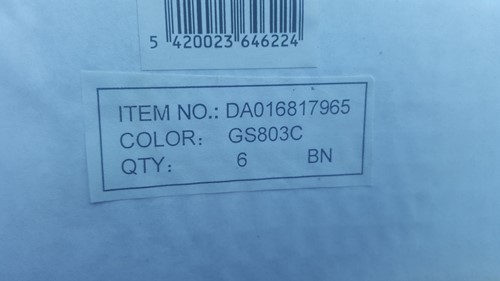 5 420023 646224
ITEM NO.: DA016817965
COLOR: GS803C
QTY: 6 BN